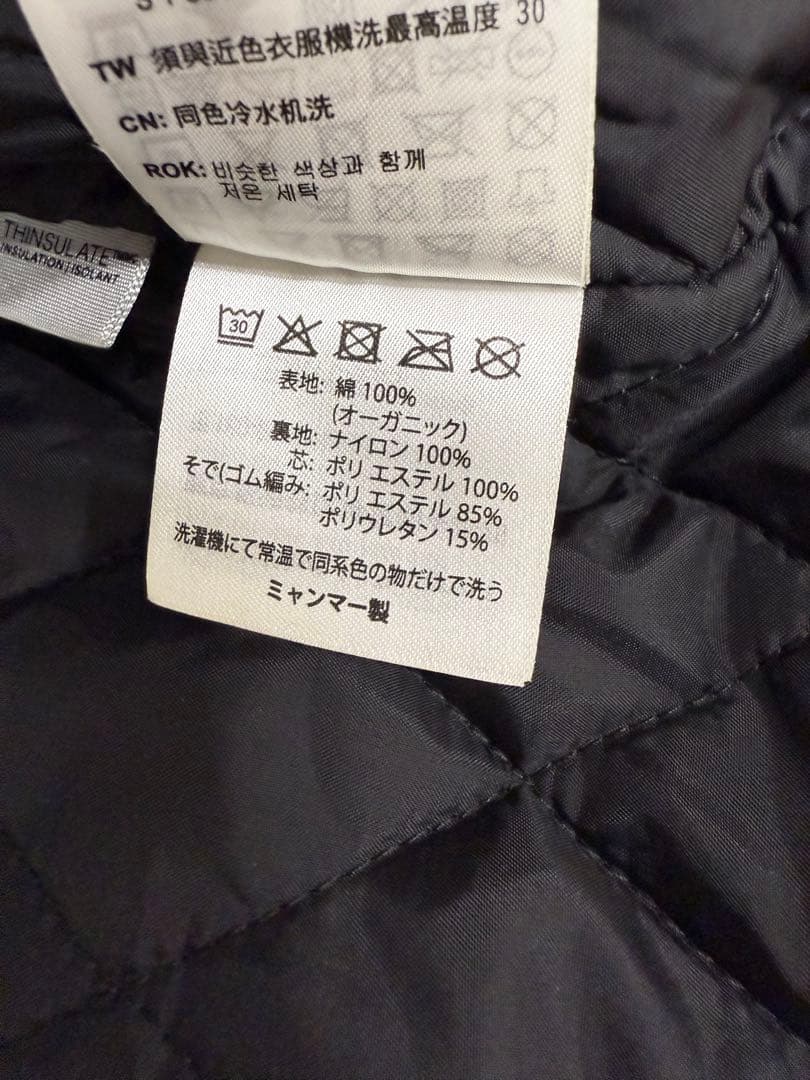 TW 須與近色衣服機洗最高温度 30
CN: 同色冷水机洗
ROK: 비슷한 색상과 함께
저온 세탁
THINSULATE™
INSULATION | ISOLANT
30
表地: 綿 100%
(オーガニック)
裏地: ナイロン 100%
芯: ポリ エステル 100%
そで(ゴム編み: ポリ エステル 85%
ポリウレタン 15%
洗濯機にて常温で同系色の物だけで洗う
ミャンマー製